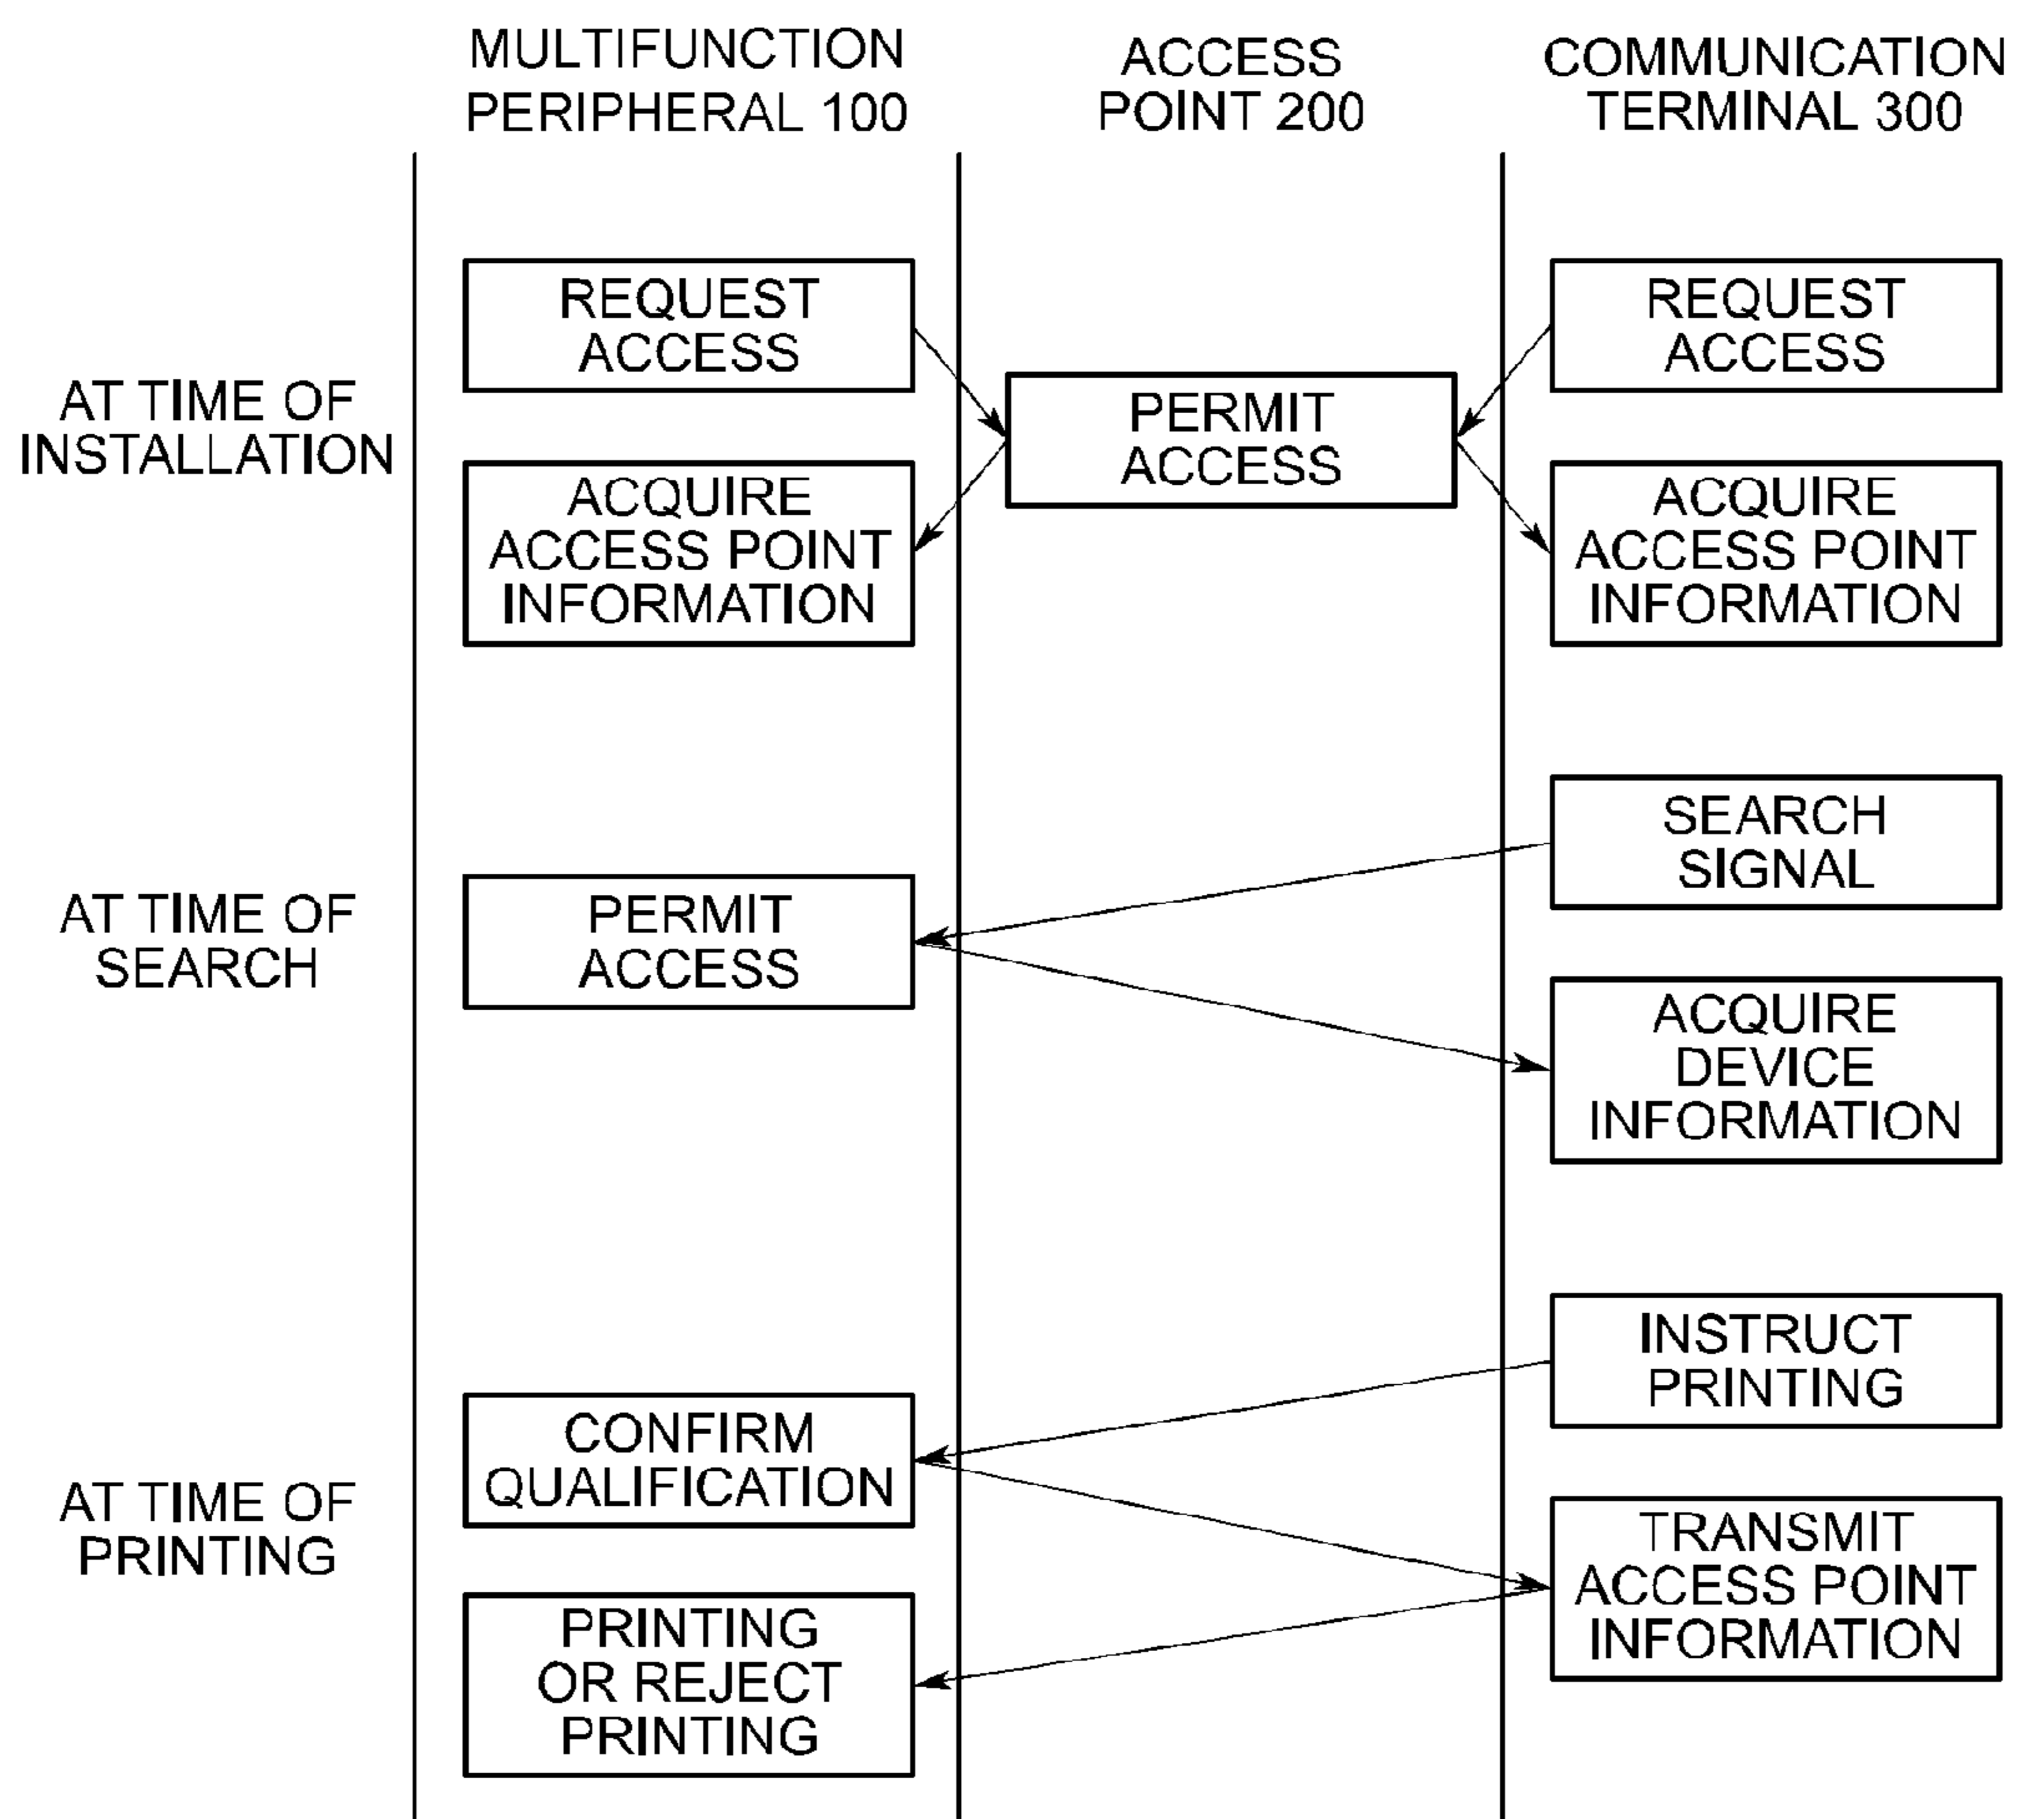 MULTIFUNCTION
PERIPHERAL 100
ACCESS
POINT 200
COMMUNICATION
TERMINAL 300
AT TIME OF
INSTALLATION
REQUEST
ACCESS
PERMIT
ACCESS
REQUEST
ACCESS
ACQUIRE
ACCESS POINT
INFORMATION
ACQUIRE
ACCESS POINT
INFORMATION
AT TIME OF
SEARCH
SEARCH
SIGNAL
PERMIT
ACCESS
ACQUIRE
DEVICE
INFORMATION
AT TIME OF
PRINTING
INSTRUCT
PRINTING
CONFIRM
QUALIFICATION
TRANSMIT
ACCESS POINT
INFORMATION
PRINTING
OR REJECT
PRINTING